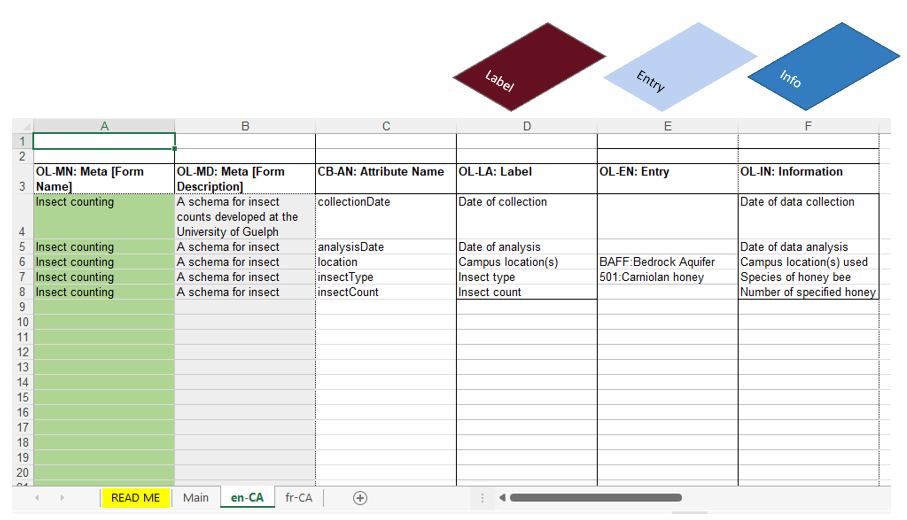 Label
Entry
Info
A B C D E F
1
2
3 OL-MN: Meta [Form Name] OL-MD: Meta [Form Description] CB-AN: Attribute Name OL-LA: Label OL-EN: Entry OL-IN: Information
4 Insect counting A schema for insect counts developed at the University of Guelph collectionDate Date of collection Date of data collection
5 Insect counting A schema for insect analysisDate Date of analysis Date of data analysis
6 Insect counting A schema for insect location Campus location(s) BAFF:Bedrock Aquifer Campus location(s) used
7 Insect counting A schema for insect insectType Insect type 501:Carniolan honey Species of honey bee
8 Insect counting A schema for insect insectCount Insect count Number of specified honey
9
10
11
12
13
14
15
16
17
18
19
20
READ ME Main en-CA fr-CA